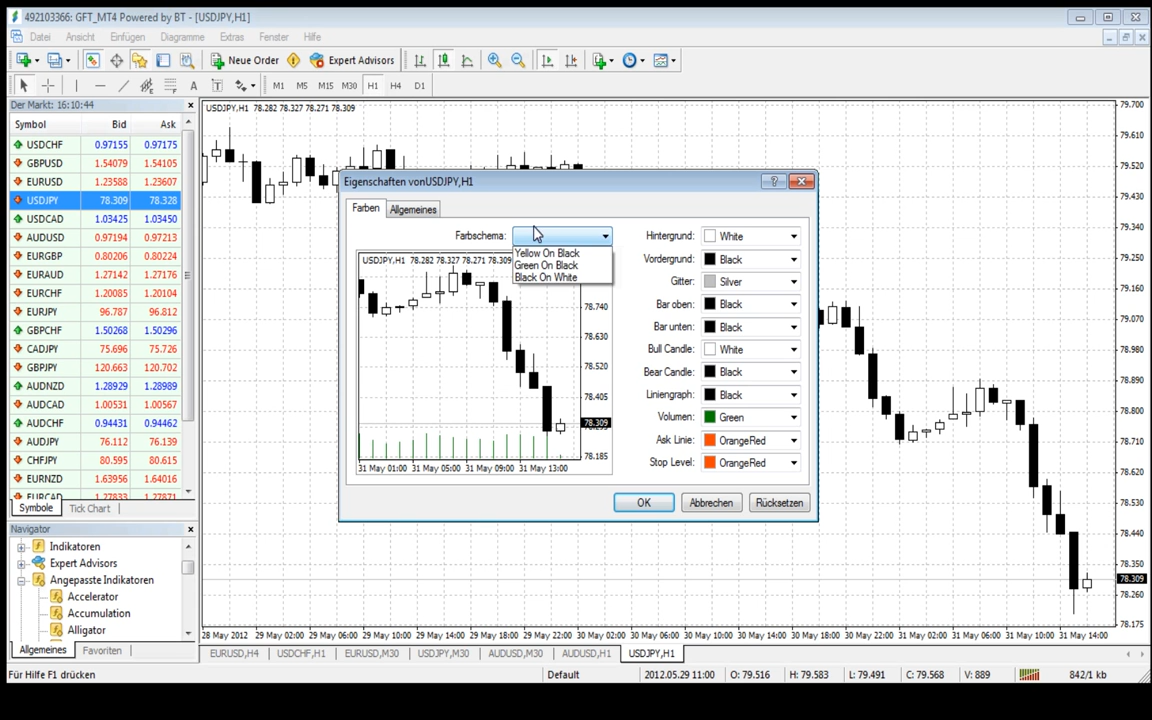 492103366: GFT_MT4 Powered by BT - [USDJPY,H1]
Datei Ansicht Einfügen Diagramme Extras Fenster Hilfe
New Order Expert Advisors
A T M1 M5 M15 M30 H1 H4 D1
Der Markt: 16:10:44
Symbol Bid Ask
USDCHF 0.97155 0.97175
GBPUSD 1.54079 1.54105
EURUSD 1.23588 1.23607
USDJPY 78.309 78.328
USDCAD 1.03425 1.03450
AUDUSD 0.97194 0.97213
EURGBP 0.80206 0.80226
EURAUD 1.27142 1.27176
EURCHF 1.20085 1.20104
EURJPY 96.787 96.812
GBPCHF 1.50268 1.50296
CADJPY 75.696 75.726
GBPJPY 120.663 120.702
AUDNZD 1.28929 1.28989
AUDCAD 1.00531 1.00567
AUDCHF 0.94431 0.94462
AUDJPY 76.112 76.139
CHFJPY 80.595 80.615
EURNZD 1.63956 1.64016
EURCAD 1.27833 1.27871
Symbole Tick Chart
Navigator
Indikatoren
Expert Advisors
Angepasste Indikatoren
Accelerator
Accumulation
Alligator
Allgemeines Favoriten
USDJPY,H1 78.282 78.327 78.271 78.309
Eigenschaften vonUSDJPY,H1
Farben Allgemeines
Farbschema:
Yellow On Black
Green On Black
Black On White
USDJPY,H1 78.282 78.327 78.271 78.309
78.740
78.630
78.520
78.405
78.309
78.185
31 May 01:00 31 May 05:00 31 May 09:00 31 May 13:00
Hintergrund: White
Vordergrund: Black
Gitter: Silver
Bar oben: Black
Bar unten: Black
Bull Candle: White
Bear Candle: Black
Liniengraph: Black
Volumen: Green
Ask Linie: OrangeRed
Stop Level: OrangeRed
OK Abbrechen Rücksetzen
79.700
79.610
79.520
79.430
79.340
79.250
79.160
79.070
78.980
78.890
78.800
78.710
78.620
78.530
78.440
78.350
78.309
78.260
78.175
28 May 2012 29 May 02:00 29 May 06:00 29 May 10:00 29 May 14:00 29 May 18:00 29 May 22:00 30 May 02:00 30 May 06:00 30 May 10:00 30 May 14:00 30 May 18:00 30 May 22:00 31 May 02:00 31 May 06:00 31 May 10:00 31 May 14:00
EURUSD,H4 USDCHF,H1 EURUSD,M30 USDJPY,M30 AUDUSD,M30 AUDUSD,H1 USDJPY,H1
Für Hilfe F1 drücken Default 2012.05.29 11:00 O: 79.516 H: 79.583 L: 79.491 C: 79.568 V: 889 842/1 kb